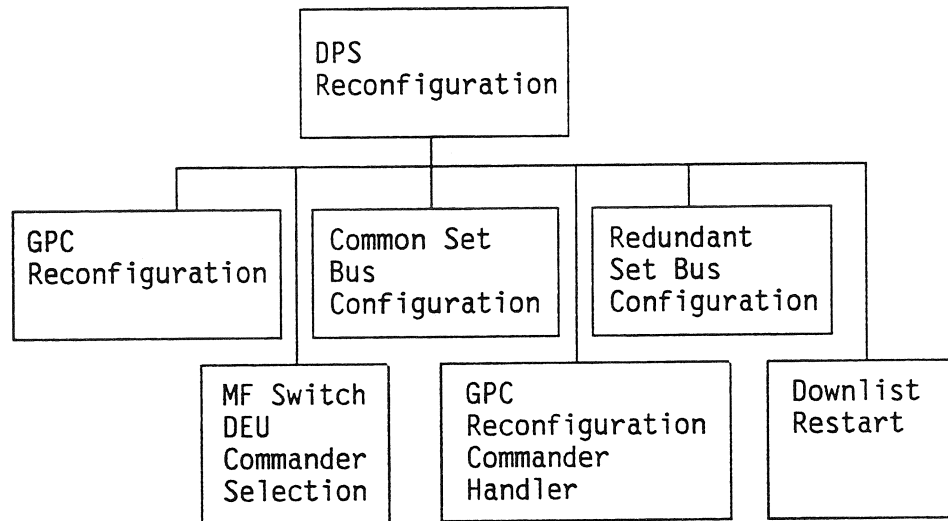 DPS
Reconfiguration
GPC
Reconfiguration
Common Set
Bus
Configuration
Redundant
Set Bus
Configuration
MF Switch
DEU
Commander
Selection
GPC
Reconfiguration
Commander
Handler
Downlist
Restart